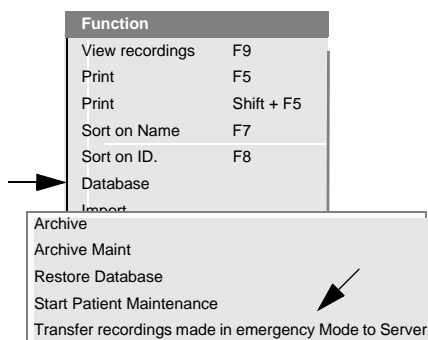 Function
View recordings F9
Print F5
Print Shift + F5
Sort on Name F7
Sort on ID. F8
Database
Import
Archive
Archive Maint
Restore Database
Start Patient Maintenance
Transfer recordings made in emergency Mode to Server